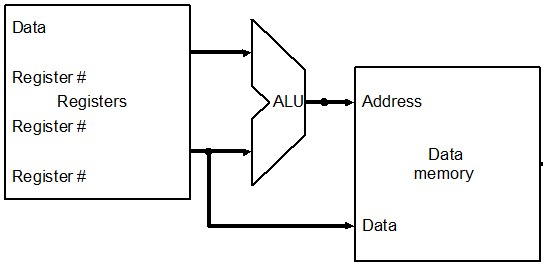 Data
Register #
Registers
Register #
Register #
ALU
Address
Data
memory
Data